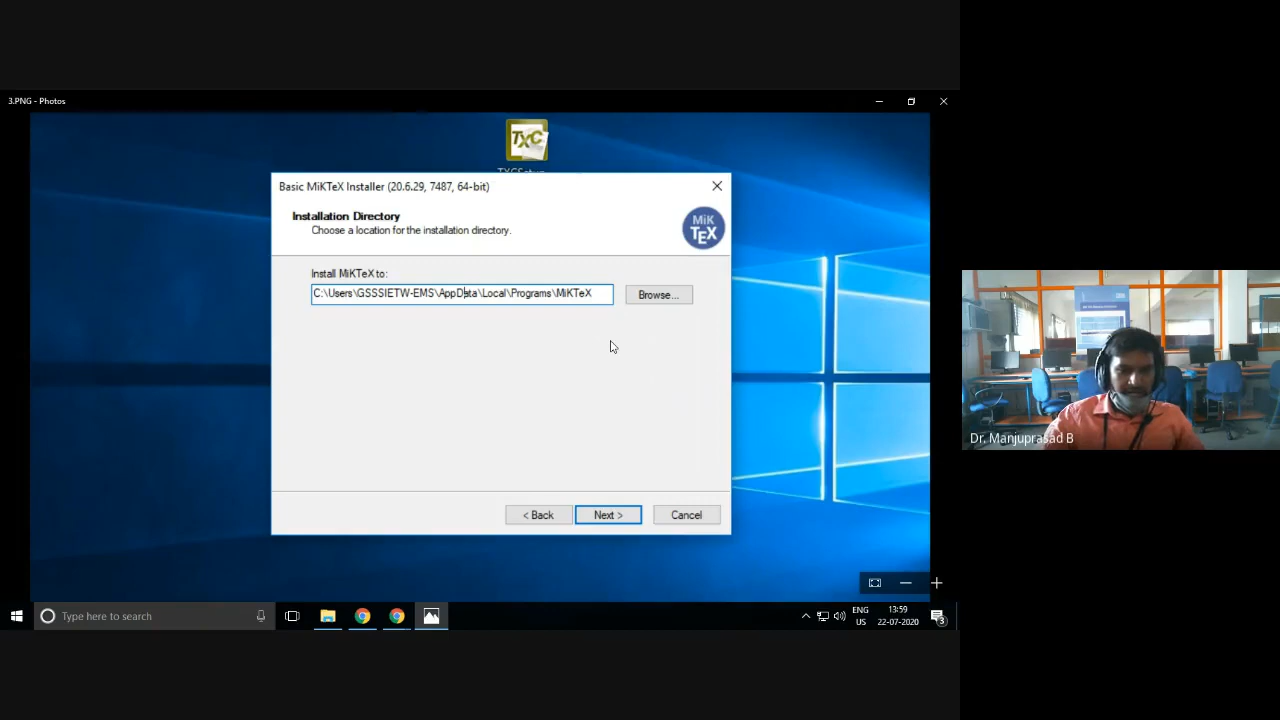 3.PNG - Photos
TXC
Basic MiKTeX Installer (20.6.29, 7487, 64-bit)
Installation Directory
Choose a location for the installation directory.
MiK
TEX
Install MiKTeX to:
C:\Users\GSSSIETW-EMS\AppData\Local\Programs\MiKTeX
Browse...
< Back
Next >
Cancel
Type here to search
ENG
US
13:59
22-07-2020
3
Dr. Manjuprasad B